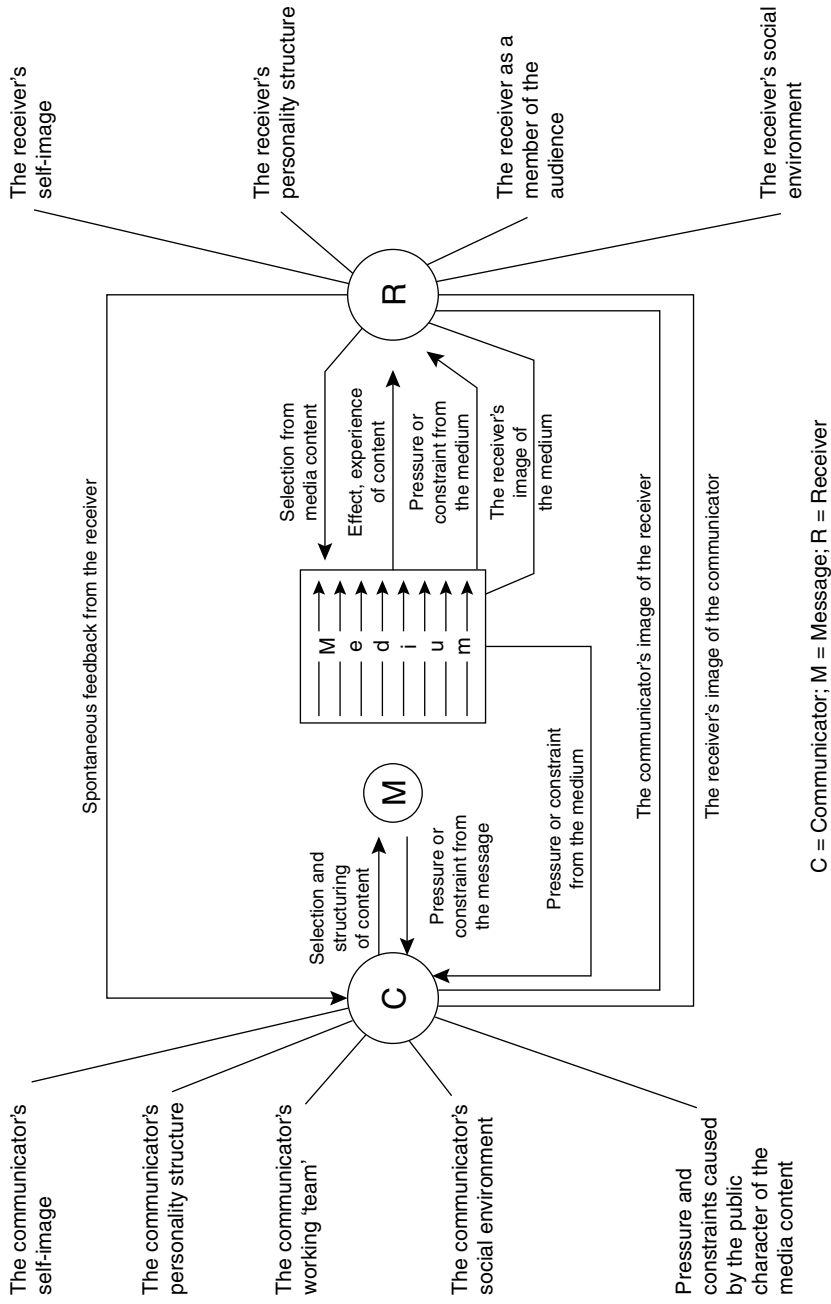 The communicator's
self-image
The communicator's
personality structure
The communicator's
working 'team'
The communicator's
social environment
Pressure and
constraints caused
by the public
character of the
media content
Spontaneous feedback from the receiver
C
Selection and
structuring
of content
Pressure or
constraint from
the message
M
Pressure or constraint
from the medium
M
e
d
i
u
m
Selection from
media content
Effect, experience
of content
Pressure or
constraint from
the medium
The receiver's
image of
the medium
The communicator's image of the receiver
The receiver's image of the communicator
R
The receiver's
self-image
The receiver's
personality structure
The receiver as a
member of the
audience
The receiver's social
environment
C = Communicator; M = Message; R = Receiver